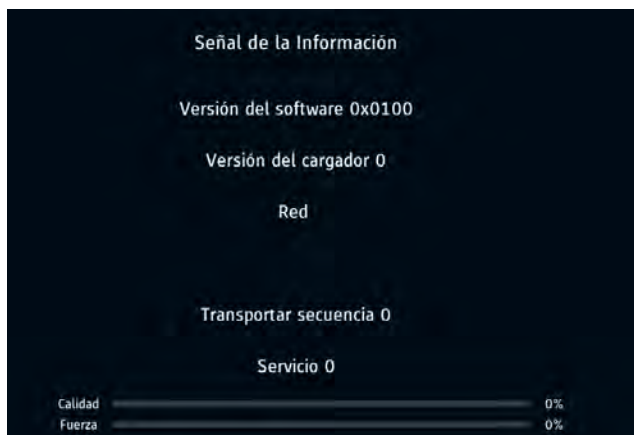 Señal de la Información
Versión del software 0x0100
Versión del cargador 0
Red
Transportar secuencia 0
Servicio 0
Calidad 0%
Fuerza 0%